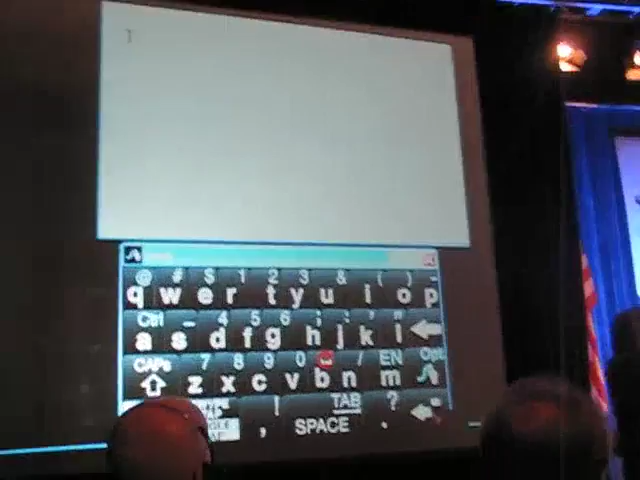 @ # $ 1 2 3 & ( ) -
q w e r t y u i o p
Ctrl _ 4 5 6 ; : ' "
a s d f g h j k l
CAPs 7 8 9 0 / EN Opt
z x c v b n m
! TAB ?
, SPACE .